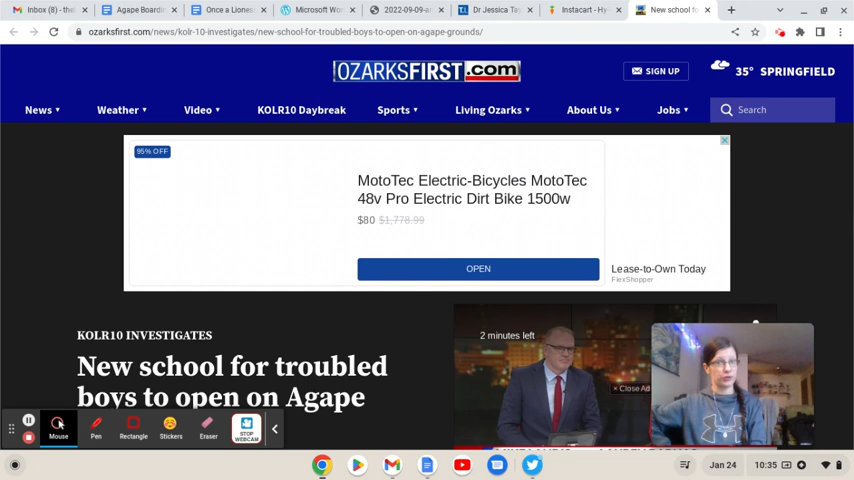 Inbox (8) - the
Agape Boardi
Once a Lione
Microsoft Wo
2022-09-09-a
Dr Jessica Ta
Instacart - Hy
New school fo
ozarksfirst.com/news/kolr-10-investigates/new-school-for-troubled-boys-to-open-on-agape-grounds/
OZARKSFIRST.com
SIGN UP
35° SPRINGFIELD
News
Weather
Video
KOLR10 Daybreak
Sports
Living Ozarks
About Us
Jobs
Search
95% OFF
MotoTec Electric-Bicycles MotoTec
48v Pro Electric Dirt Bike 1500w
$80 $1,778.99
OPEN
Lease-to-Own Today
FlexShopper
KOLR10 INVESTIGATES
New school for troubled
boys to open on Agape
2 minutes left
× Close Ad
Mouse
Pen
Rectangle
Stickers
Eraser
STOP
WEBCAM
Jan 24
10:35